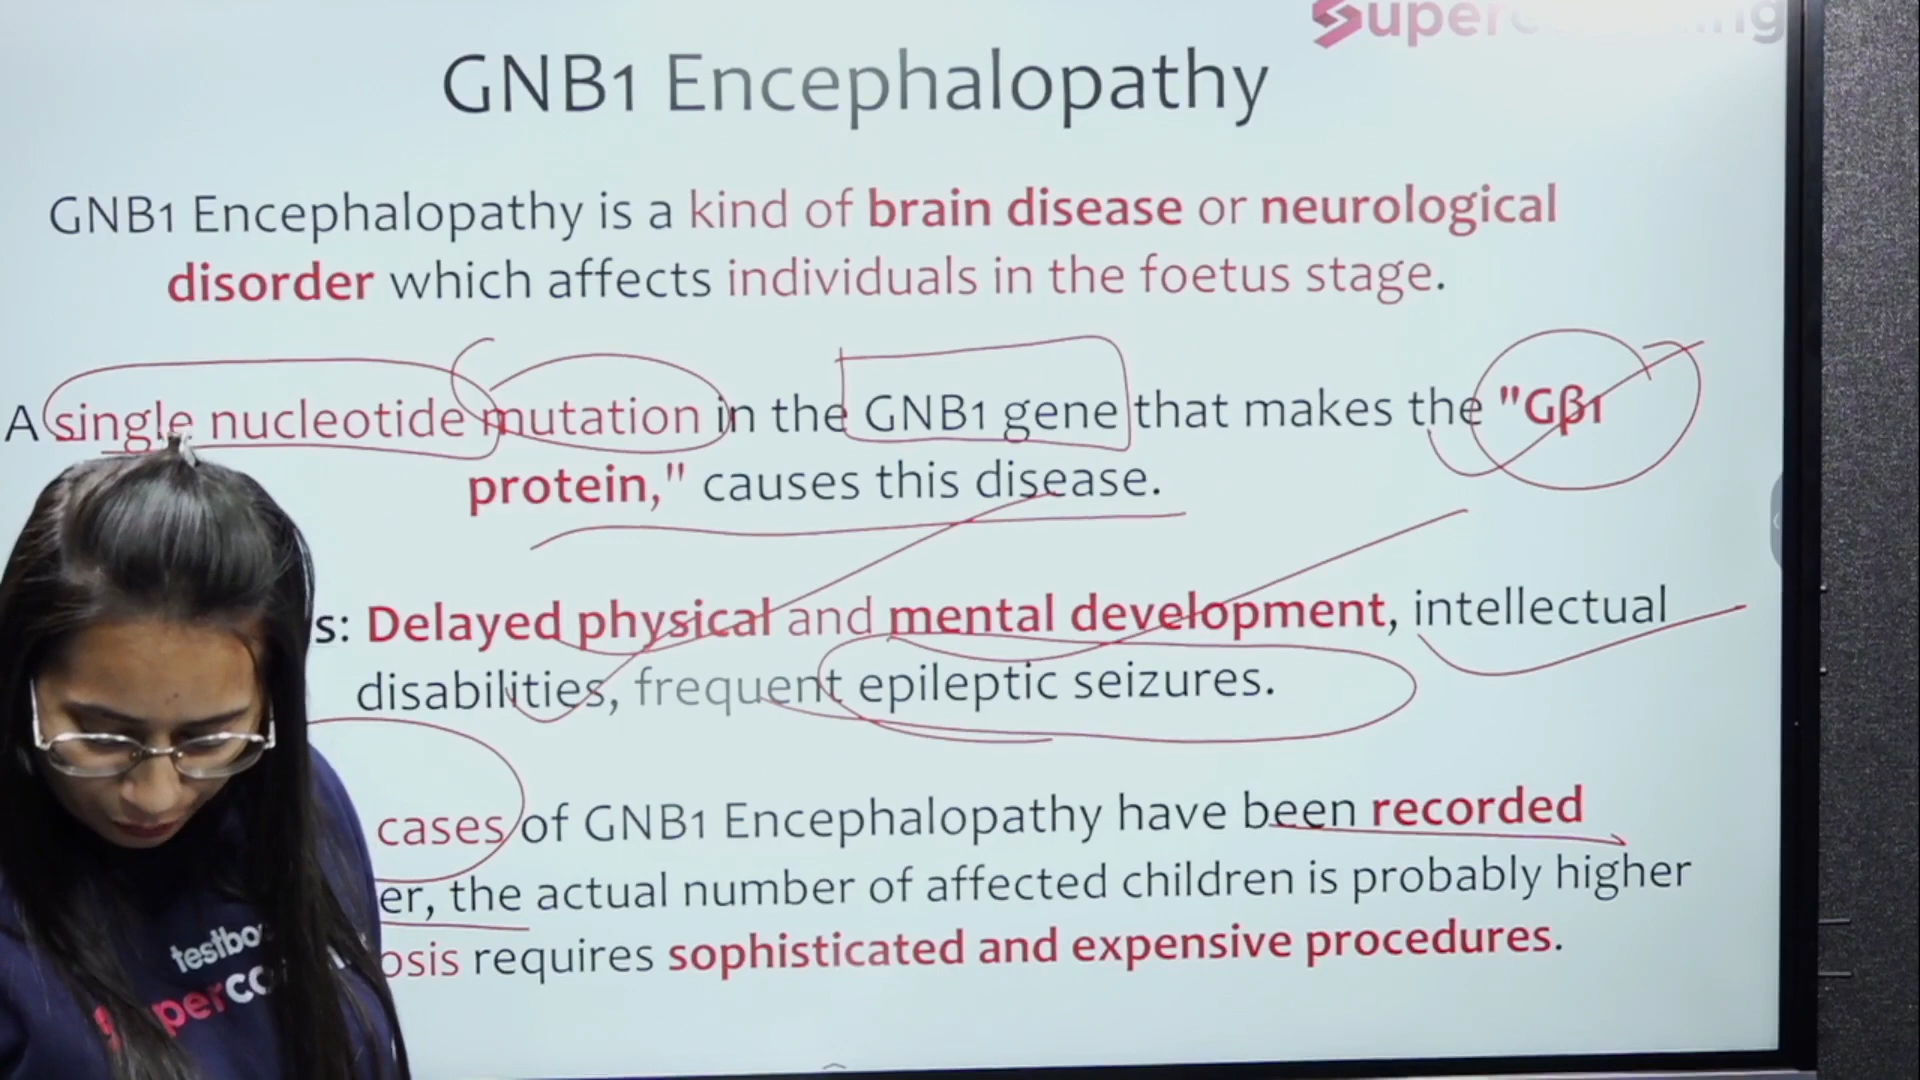 GNB1 Encephalopathy
GNB1 Encephalopathy is a kind of brain disease or neurological
disorder which affects individuals in the foetus stage.
A single nucleotide mutation in the GNB1 gene that makes the "Gβ1
protein," causes this disease.
s: Delayed physical and mental development, intellectual
disabilities, frequent epileptic seizures.
cases of GNB1 Encephalopathy have been recorded
er, the actual number of affected children is probably higher
osis requires sophisticated and expensive procedures.